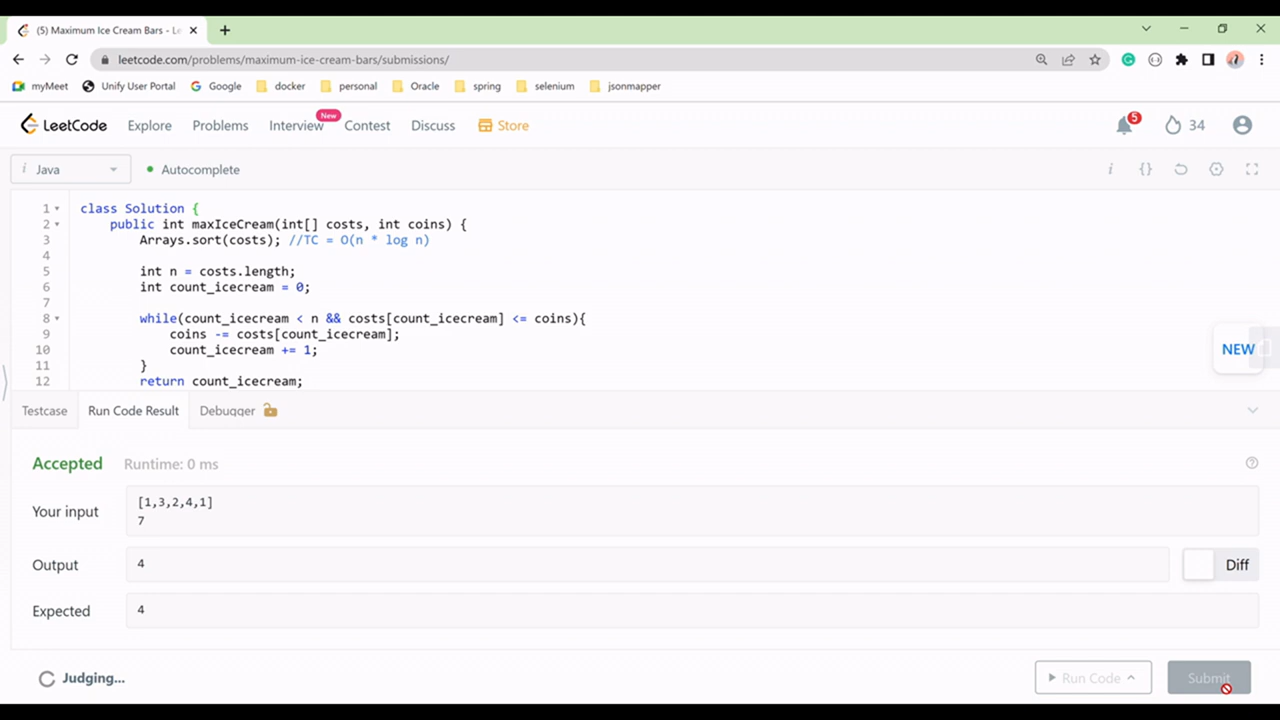 (5) Maximum Ice Cream Bars - Le
leetcode.com/problems/maximum-ice-cream-bars/submissions/
myMeet Unify User Portal Google docker personal Oracle spring selenium jsonmapper
LeetCode Explore Problems Interview New Contest Discuss Store 5 34
i Java Autocomplete i {}
1 class Solution {
2 public int maxIceCream(int[] costs, int coins) {
3 Arrays.sort(costs); //TC = O(n * log n)
4
5 int n = costs.length;
6 int count_icecream = 0;
7
8 while(count_icecream < n && costs[count_icecream] <= coins){
9 coins -= costs[count_icecream];
10 count_icecream += 1;
11 }
12 return count_icecream;
NEW
Testcase Run Code Result Debugger
Accepted Runtime: 0 ms
Your input
[1,3,2,4,1]
7
Output 4 Diff
Expected 4
Judging... Run Code Submit